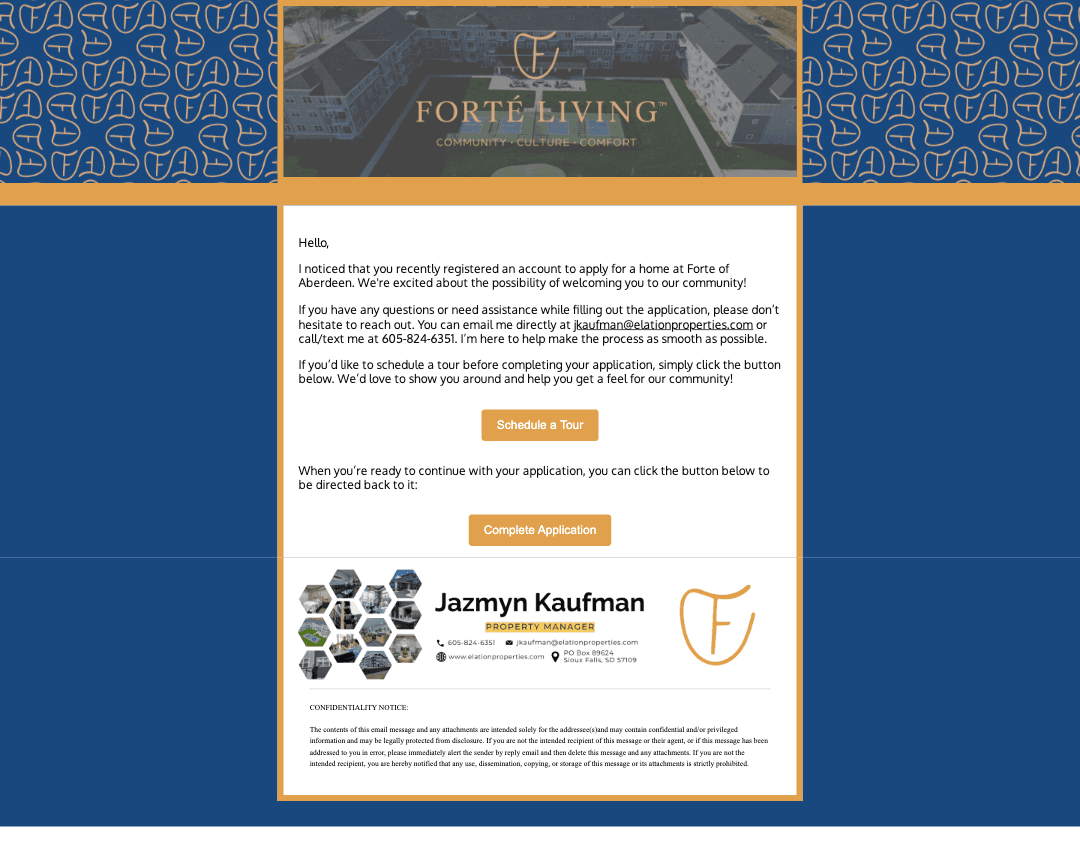 FORTÉ LIVING™
COMMUNITY · CULTURE · COMFORT
Hello,
I noticed that you recently registered an account to apply for a home at Forte of
Aberdeen. We’re excited about the possibility of welcoming you to our community!
If you have any questions or need assistance while filling out the application, please don’t
hesitate to reach out. You can email me directly at jkaufman@elationproperties.com or
call/text me at 605-824-6351. I’m here to help make the process as smooth as possible.
If you’d like to schedule a tour before completing your application, simply click the button
below. We’d love to show you around and help you get a feel for our community!
Schedule a Tour
When you’re ready to continue with your application, you can click the button below to
be directed back to it:
Complete Application
Jazmyn Kaufman
PROPERTY MANAGER
605-824-6351 jkaufman@elationproperties.com
www.elationproperties.com PO Box 89624
Sioux Falls, SD 57109
CONFIDENTIALITY NOTICE:
The contents of this email message and any attachments are intended solely for the addressee(s)and may contain confidential and/or privileged
information and may be legally protected from disclosure. If you are not the intended recipient of this message or their agent, or if this message has been
addressed to you in error, please immediately alert the sender by reply email and then delete this message and any attachments. If you are not the
intended recipient, you are hereby notified that any use, dissemination, copying, or storage of this message or its attachments is strictly prohibited.